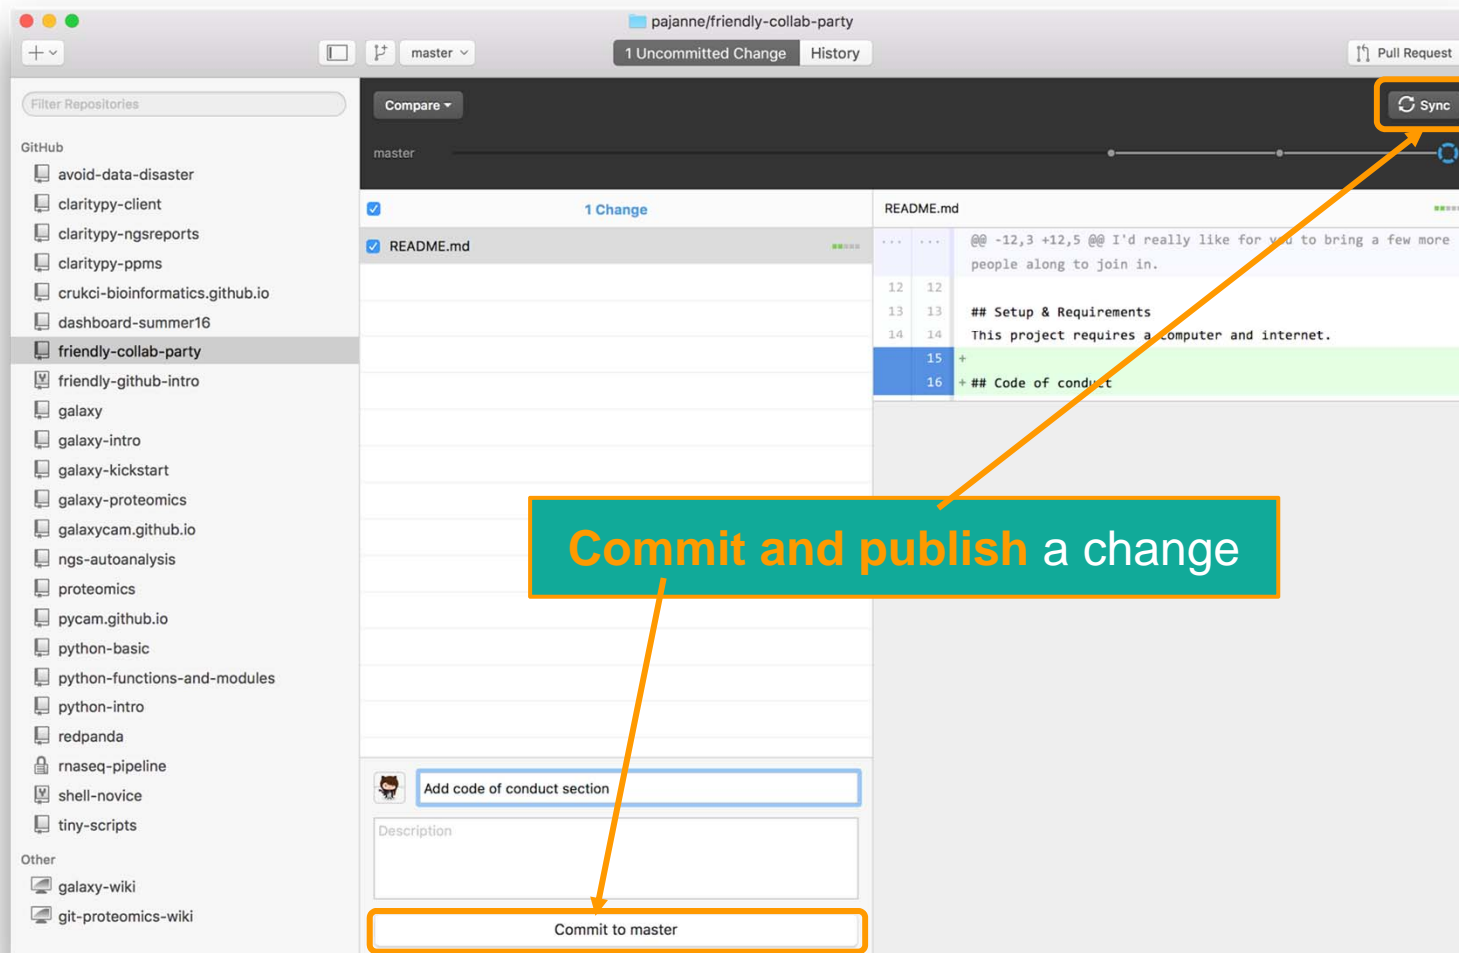 pajanne/friendly-collab-party
master
1 Uncommitted Change
History
Pull Request
Filter Repositories
Compare
Sync
master
GitHub
avoid-data-disaster
claritypy-client
claritypy-ngsreports
claritypy-ppms
crukci-bioinformatics.github.io
dashboard-summer16
friendly-collab-party
friendly-github-intro
galaxy
galaxy-intro
galaxy-kickstart
galaxy-proteomics
galaxycam.github.io
ngs-autoanalysis
proteomics
pycam.github.io
python-basic
python-functions-and-modules
python-intro
redpanda
rnaseq-pipeline
shell-novice
tiny-scripts
Other
galaxy-wiki
git-proteomics-wiki
1 Change
README.md
README.md
... ... @@ -12,3 +12,5 @@ I'd really like for you to bring a few more
people along to join in.
12 12
13 13 ## Setup & Requirements
14 14 This project requires a computer and internet.
15 +
16 + ## Code of conduct
Commit and publish a change
Add code of conduct section
Description
Commit to master